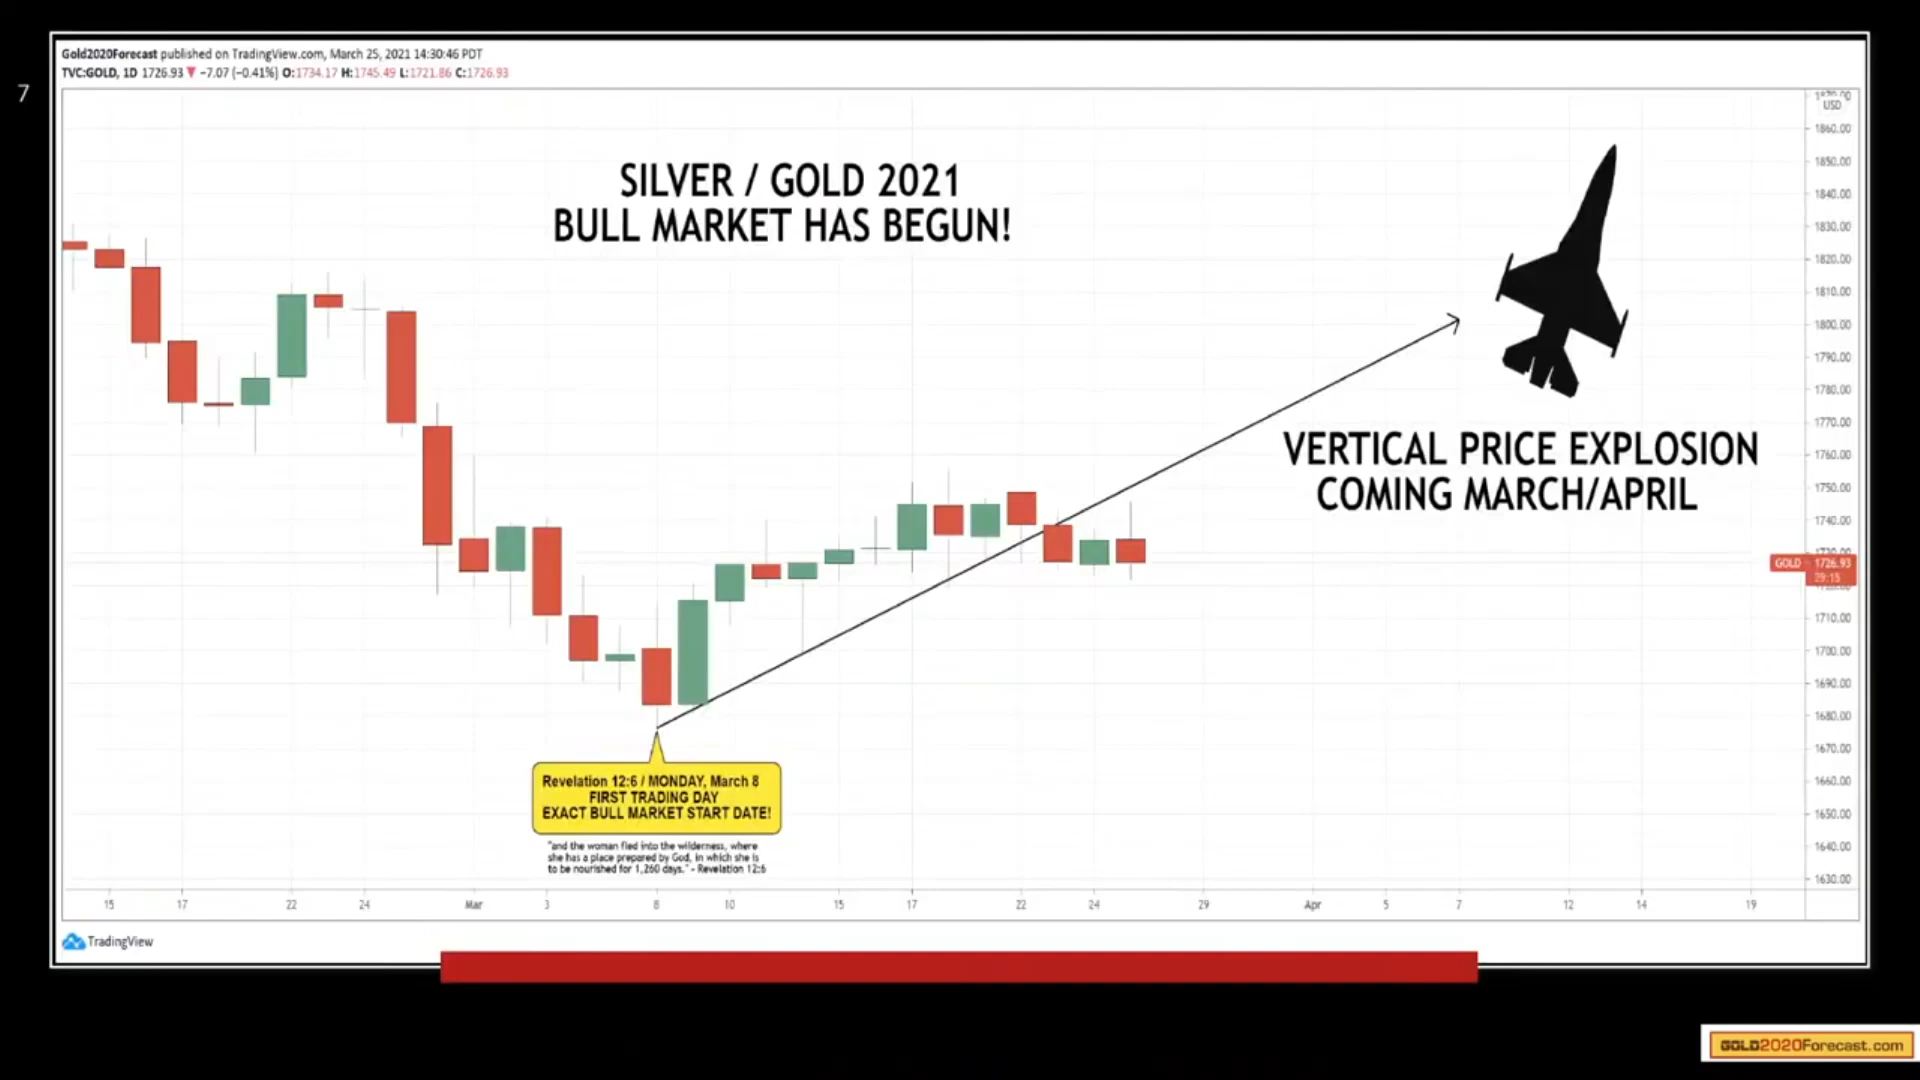 Gold2020Forecast published on TradingView.com, March 25, 2021 14:30:46 PDT
TVC:GOLD, 1D 1726.93 ▼ −7.07 (−0.41%) O:1734.17 H:1745.49 L:1721.86 C:1726.93
7
USD
1860.00
1850.00
1840.00
1830.00
1820.00
1810.00
1800.00
1790.00
1780.00
1770.00
1760.00
1750.00
1740.00
1730.00
GOLD 1726.93
29:15
1710.00
1700.00
1690.00
1680.00
1670.00
1660.00
1650.00
1640.00
1630.00
SILVER / GOLD 2021
BULL MARKET HAS BEGUN!
VERTICAL PRICE EXPLOSION
COMING MARCH/APRIL
Revelation 12:6 / MONDAY, March 8
FIRST TRADING DAY
EXACT BULL MARKET START DATE!
"and the woman fled into the wilderness, where
she has a place prepared by God, in which she is
to be nourished for 1,260 days." - Revelation 12:6
15 17 22 24 Mar 3 8 10 15 17 22 24 29 Apr 5 7 12 14 19
TradingView
GOLD2020Forecast.com